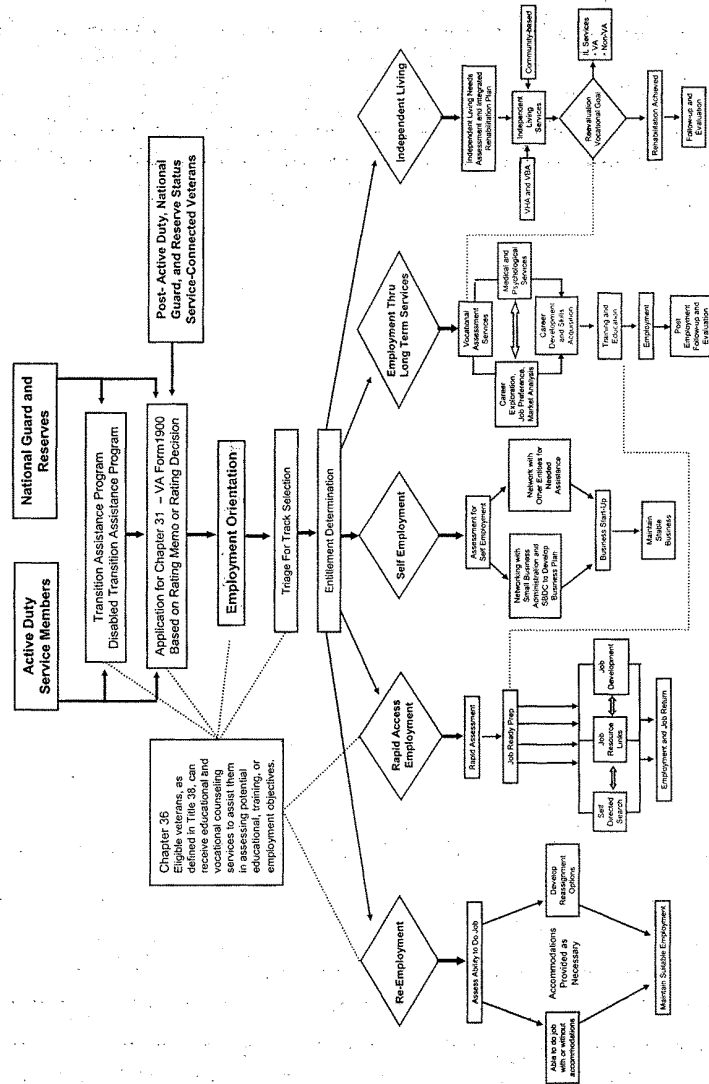 Active Duty
Service Members
National Guard and
Reserves
Transition Assistance Program
Disabled Transition Assistance Program
Post- Active Duty, National
Guard, and Reserve Status
Service-Connected Veterans
Application for Chapter 31 – VA Form1900
Based on Rating Memo or Rating Decision
Chapter 36
Eligible veterans, as
defined in Title 38, can
receive educational and
vocational counseling
services to assist them
in assessing potential
educational, training, or
employment objectives.
Employment Orientation
Triage For Track Selection
Entitlement Determination
Re-Employment
Assess Ability to Do Job
Able to do job
with or without
accommodations
Accommodations
Provided as
Necessary
Develop
Reassignment
Options
Maintain Suitable Employment
Rapid Access
Employment
Rapid Assessment
Job Ready Prep
Self
Directed
Search
Job
Resource
Links
Job
Development
Employment and Job Return
Self Employment
Assessment for
Self Employment
Networking with
Small Business
Administration and
SBDC to Develop
Business Plan
Network with
Other Entities for
Needed
Assistance
Business Start-Up
Maintain
Stable
Business
Employment Thru
Long Term Services
Vocational
Assessment
Services
Career
Exploration,
Job Preference,
Market Analysis
Medical and
Psychological
Services
Career
Development
and Skills
Acquisition
Training and
Education
Employment
Post
Employment
Follow-up and
Evaluation
Independent Living
Independent Living Needs
Assessment and Integrated
Rehabilitation Plan
VHA and VBA
Independent
Living
Services
Community-based
Reevaluation
Vocational Goal
IL Services
- VA
- Non-VA
Rehabilitation Achieved
Follow-up and
Evaluation